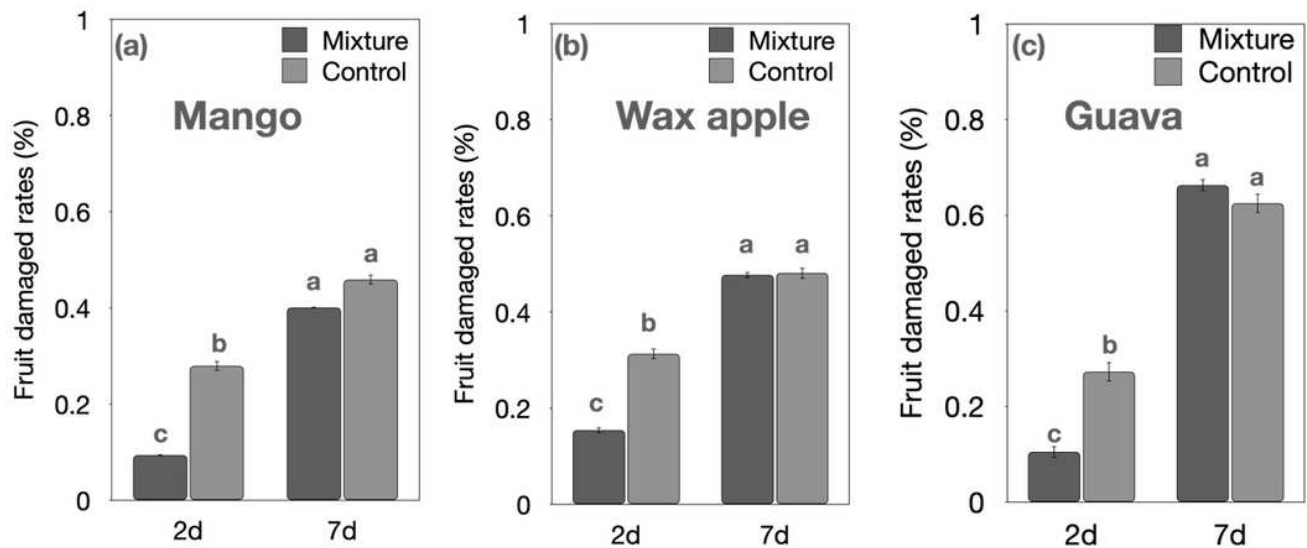 (a)
Mixture
Control
Mango
Fruit damaged rates (%)
1
0.8
0.6
0.4
0.2
0
c
b
a
a
2d
7d
(b)
Mixture
Control
Wax apple
Fruit damaged rates (%)
1
0.8
0.6
0.4
0.2
0
c
b
a
a
2d
7d
(c)
Mixture
Control
Guava
Fruit damaged rates (%)
1
0.8
0.6
0.4
0.2
0
c
b
a
a
2d
7d